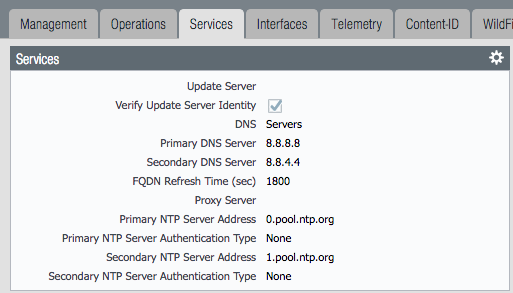 Management Operations Services Interfaces Telemetry Content-ID WildFi
Services
Update Server
Verify Update Server Identity
DNS Servers
Primary DNS Server 8.8.8.8
Secondary DNS Server 8.8.4.4
FQDN Refresh Time (sec) 1800
Proxy Server
Primary NTP Server Address 0.pool.ntp.org
Primary NTP Server Authentication Type None
Secondary NTP Server Address 1.pool.ntp.org
Secondary NTP Server Authentication Type None